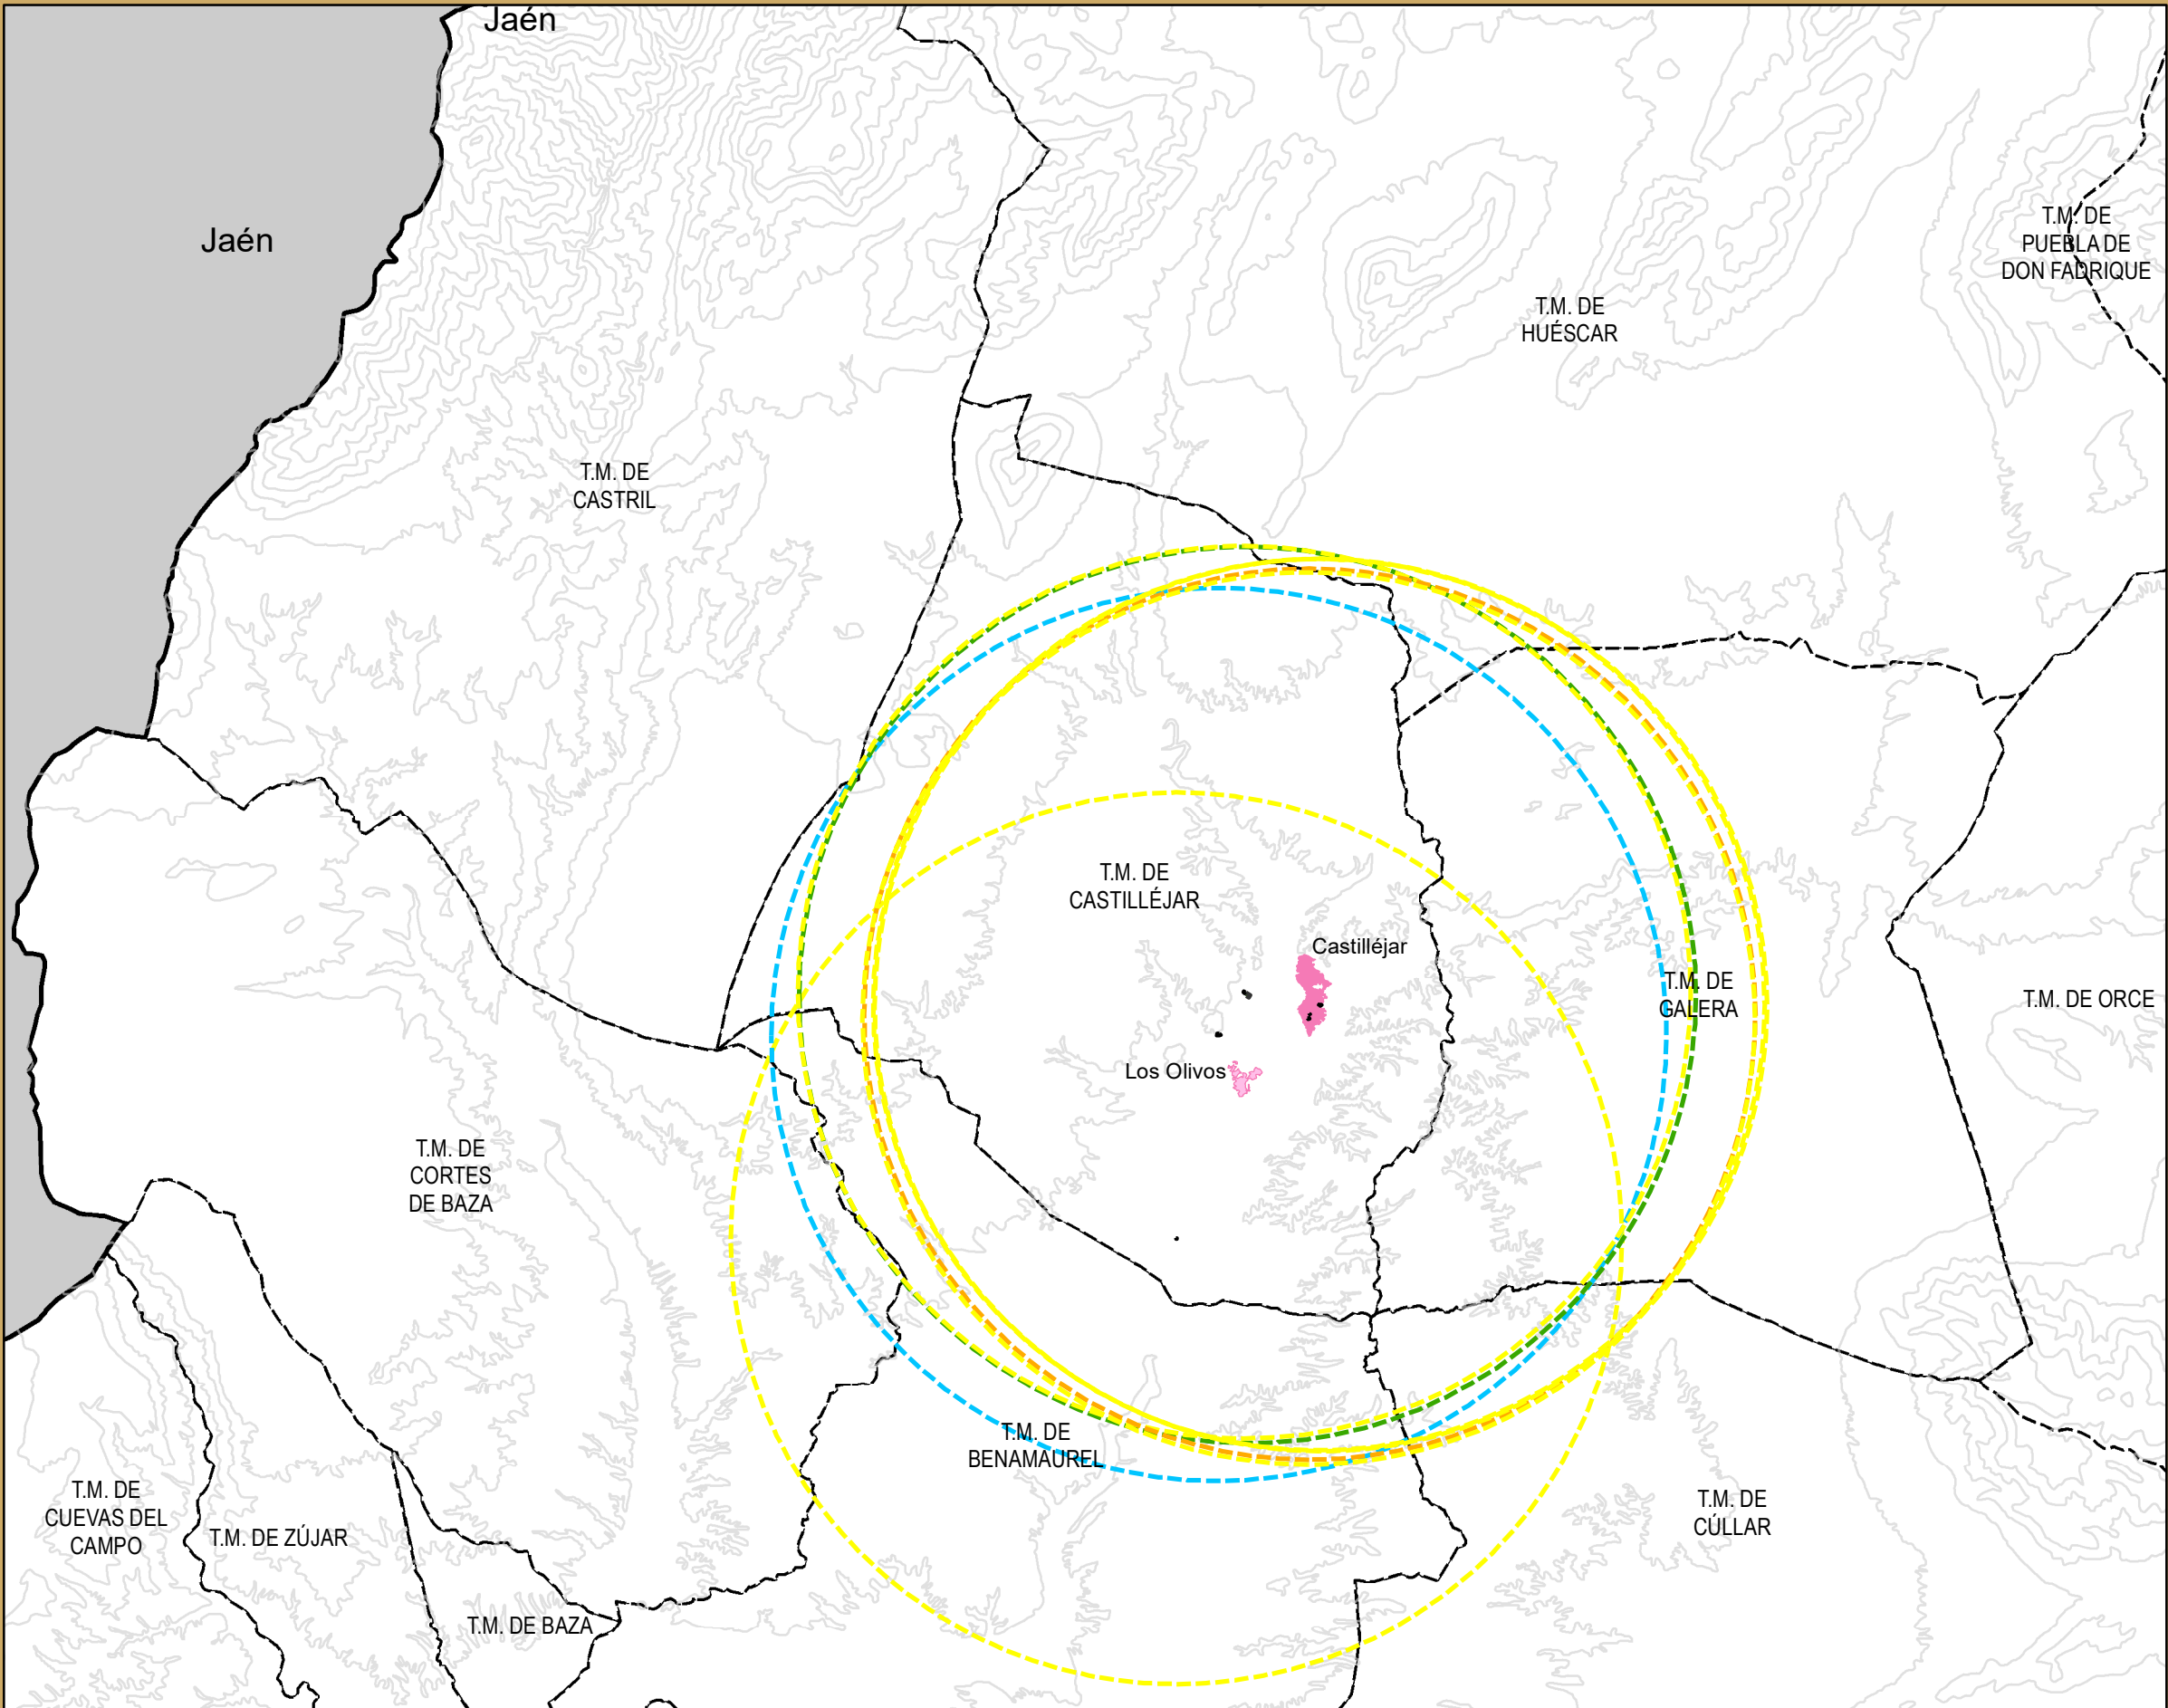 Jaén
Jaén
T.M. DE
PUEBLA DE
DON FADRIQUE
T.M. DE
HUÉSCAR
T.M. DE
CASTRIL
T.M. DE
CASTILLÉJAR
Castilléjar
T.M. DE
GALERA
T.M. DE ORCE
Los Olivos
T.M. DE
CORTES
DE BAZA
T.M. DE
BENAMAUREL
T.M. DE
CUEVAS DEL
CAMPO
T.M. DE ZÚJAR
T.M. DE
CÚLLAR
T.M. DE BAZA